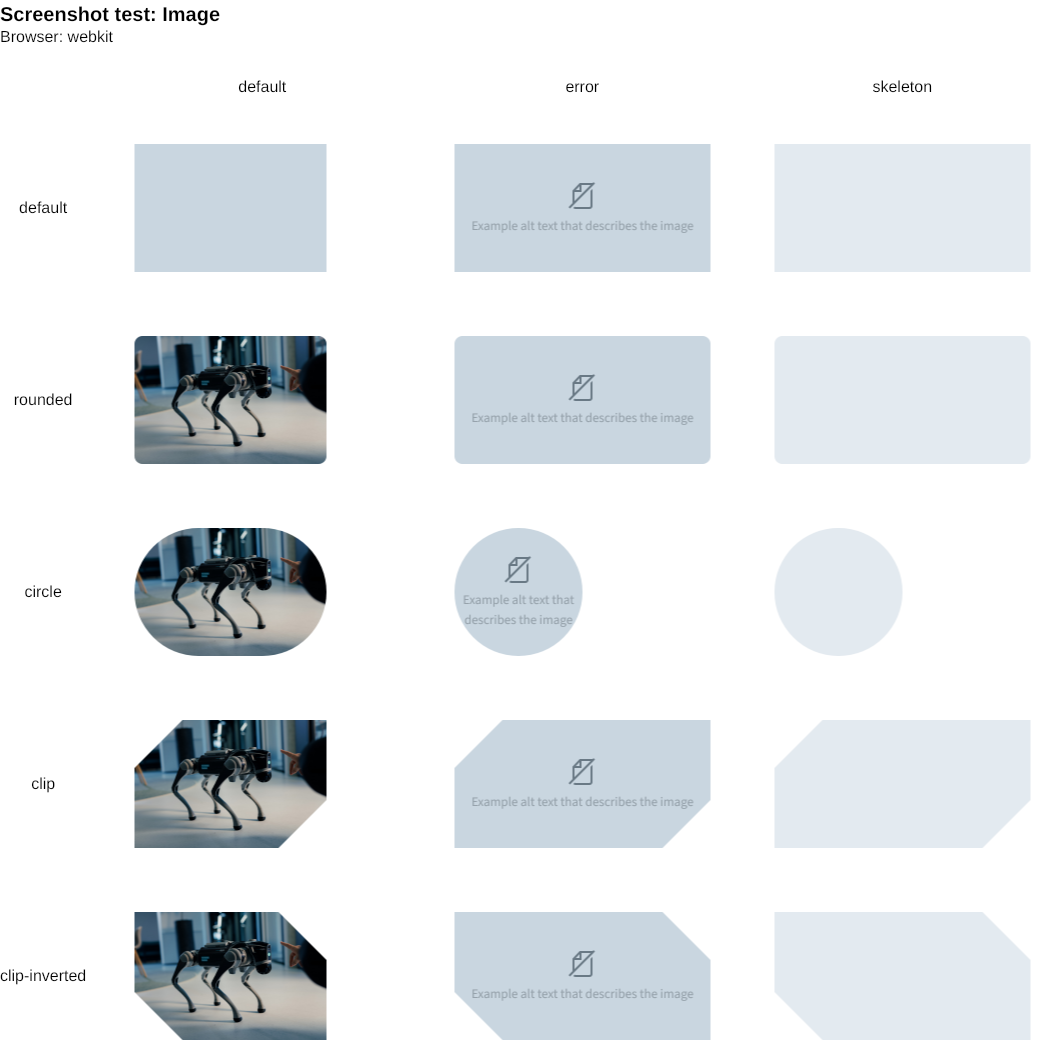 Screenshot test: Image
Browser: webkit
default
error
skeleton
default
Example alt text that describes the image
rounded
Example alt text that describes the image
circle
Example alt text that
describes the image
clip
Example alt text that describes the image
clip-inverted
Example alt text that describes the image